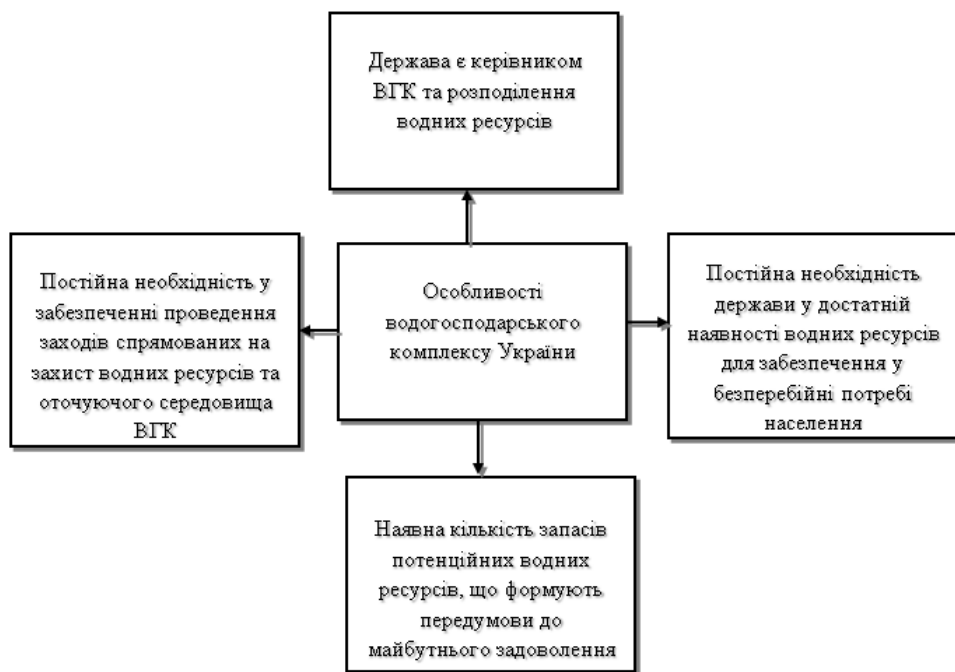 Держава є керівником
ВГК та розподілення
водних ресурсів
Постійна необхідність у
забезпеченні проведення
заходів спрямованих на
захист водних ресурсів та
оточуючого середовища
ВГК
Особливості
водогосподарського
комплексу України
Постійна необхідність
держави у достатній
наявності водних ресурсів
для забезпечення у
безперебійні потребі
населення
Наявна кількість запасів
потенційних водних
ресурсів, що формують
передумови до
майбутнього задоволення